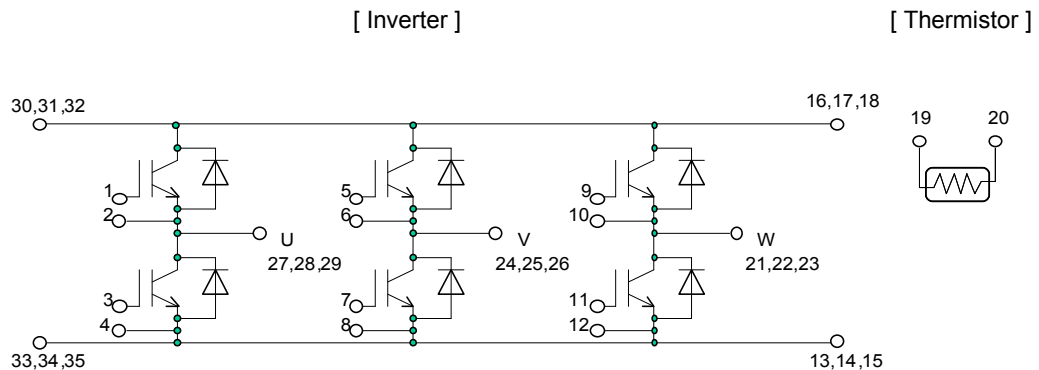 [ Inverter ] [ Thermistor ]
30,31,32 16,17,18
19 20
1 5 9
2 6 10
U V W
27,28,29 24,25,26 21,22,23
3 7 11
4 8 12
33,34,35 13,14,15